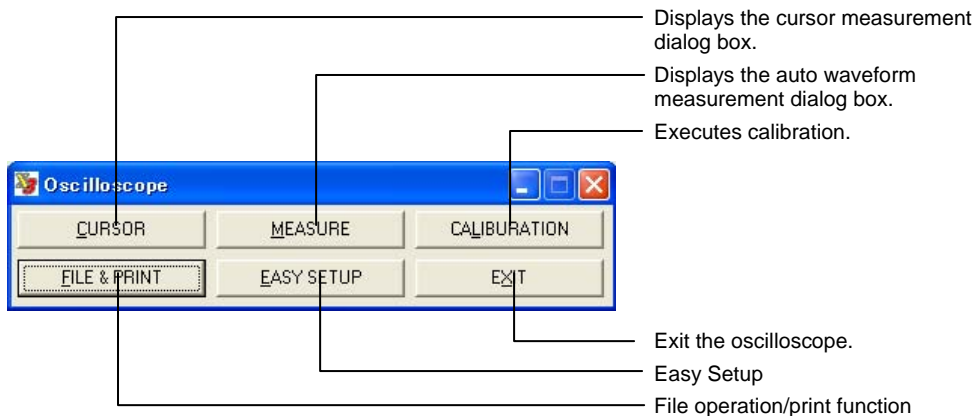 Displays the cursor measurement
dialog box.
Displays the auto waveform
measurement dialog box.
Executes calibration.
Oscilloscope
CURSOR
MEASURE
CALIBURATION
FILE & PRINT
EASY SETUP
EXIT
Exit the oscilloscope.
Easy Setup
File operation/print function